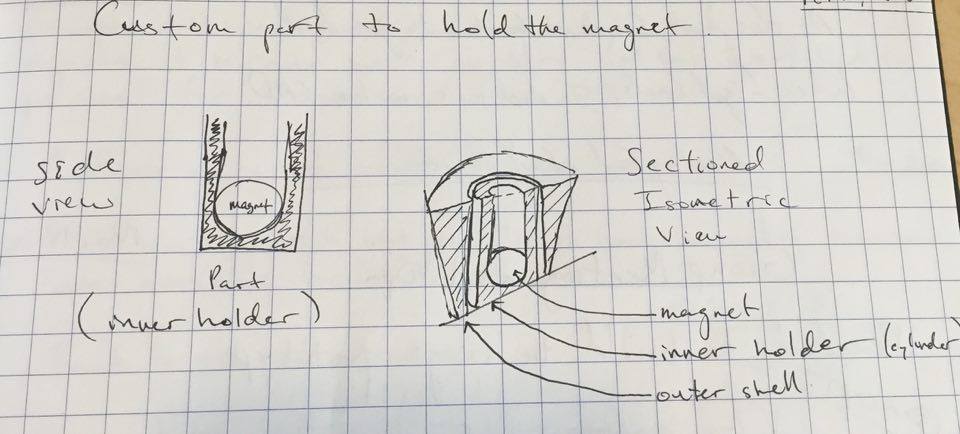 Custom part to hold the magnet.
side
view
magnet
Part
(inner holder)
Sectioned
Isometric
View
magnet
inner holder (cylinder)
outer shell